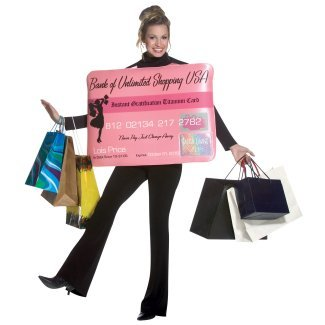 Bank of Unlimited Shopping USA
Instant Gratification Titanium Card
812 02134 217 2782
Never Pay, Just Charge Away
Lois Price